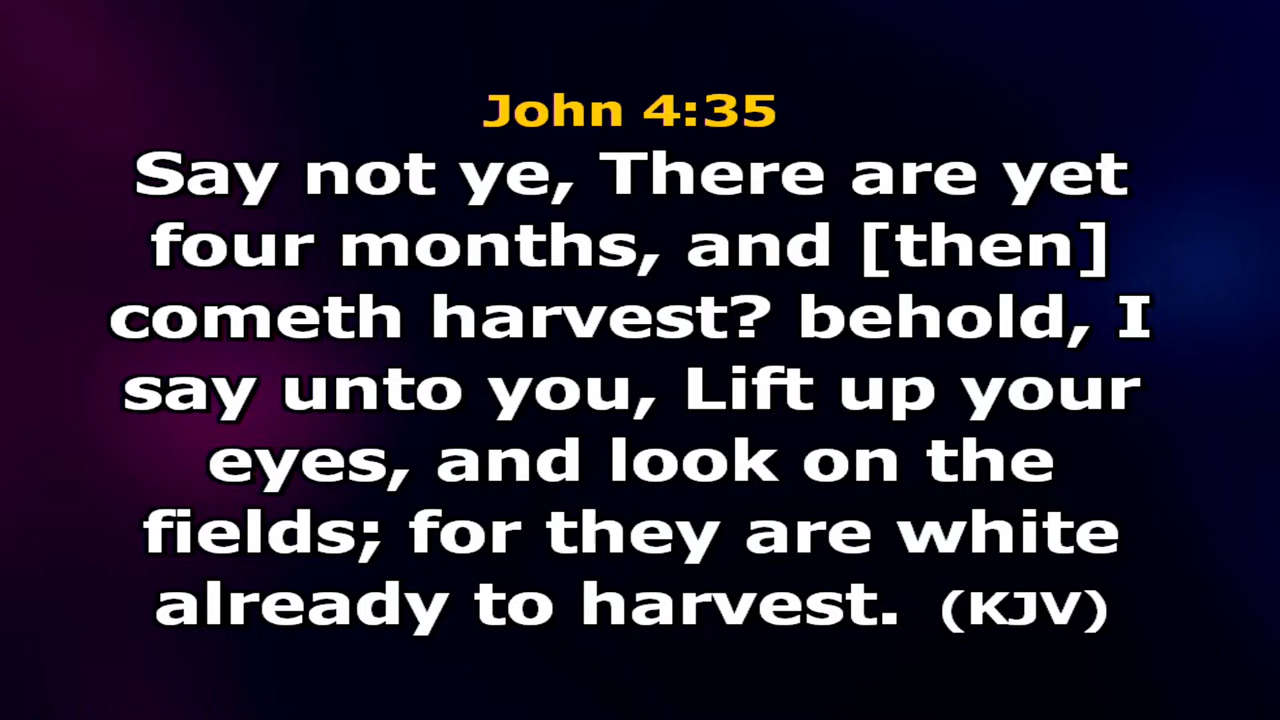 John 4:35
Say not ye, There are yet
four months, and [then]
cometh harvest? behold, I
say unto you, Lift up your
eyes, and look on the
fields; for they are white
already to harvest. (KJV)